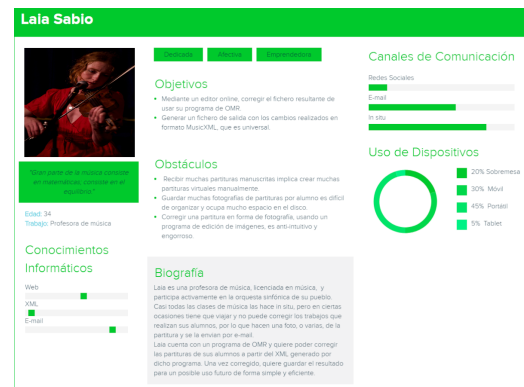 Laia Sabio
Dedicada
Afectiva
Emprendedora
"Gran parte de la música consiste
en matemáticas, consiste en el
equilibrio."
Edad: 34
Trabajo: Profesora de música
Conocimientos
Informáticos
Web
XML
E-mail
Objetivos
Mediante un editor online, corregir el fichero resultante de
usar su programa de OMR.
Generar un fichero de salida con los cambios realizados en
formato MusicXML, que es universal.
Obstáculos
Recibir muchas partituras manuscritas implica crear muchas
partituras virtuales manualmente.
Guardar muchas fotografías de partituras por alumno es difícil
de organizar y ocupa mucho espacio en el disco.
Corregir una partitura en forma de fotografía, usando un
programa de edición de imágenes, es anti-intuitivo y
engorroso.
Biografía
Laia es una profesora de música, licenciada en música, y
participa activamente en la orquesta sinfónica de su pueblo.
Casi todas las clases de música las hace in situ, pero en ciertas
ocasiones tiene que viajar y no puede corregir los trabajos que
realizan sus alumnos, por lo que hacen una foto, o varias, de la
partitura y se la envían por e-mail.
Laia cuenta con un programa de OMR y quiere poder corregir
las partituras de sus alumnos a partir del XML generado por
dicho programa. Una vez corregido, quiere guardar el resultado
para un posible uso futuro de forma simple y eficiente.
Canales de Comunicación
Redes Sociales
E-mail
In situ
Uso de Dispositivos
20% Sobremesa
30% Móvil
45% Portatil
5% Tablet